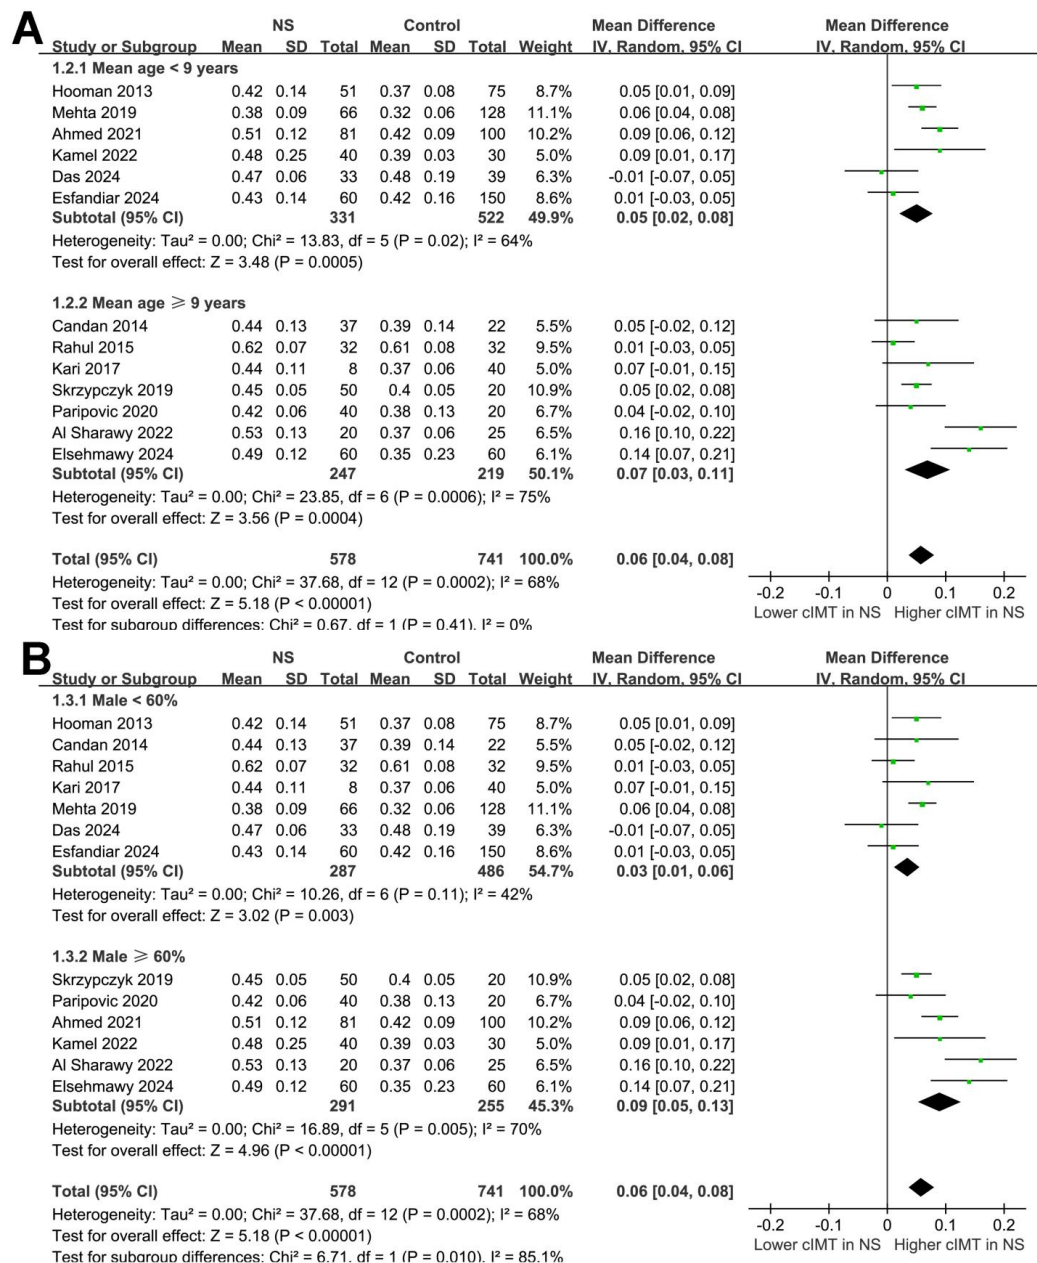 A
NS Control Mean Difference Mean Difference
Study or Subgroup Mean SD Total Mean SD Total Weight IV, Random, 95% CI IV, Random, 95% CI
1.2.1 Mean age < 9 years
Hooman 2013 0.42 0.14 51 0.37 0.08 75 8.7% 0.05 [0.01, 0.09]
Mehta 2019 0.38 0.09 66 0.32 0.06 128 11.1% 0.06 [0.04, 0.08]
Ahmed 2021 0.51 0.12 81 0.42 0.09 100 10.2% 0.09 [0.06, 0.12]
Kamel 2022 0.48 0.25 40 0.39 0.03 30 5.0% 0.09 [0.01, 0.17]
Das 2024 0.47 0.06 33 0.48 0.19 39 6.3% -0.01 [-0.07, 0.05]
Esfandiar 2024 0.43 0.14 60 0.42 0.16 150 8.6% 0.01 [-0.03, 0.05]
Subtotal (95% CI) 331 522 49.9% 0.05 [0.02, 0.08]
Heterogeneity: Tau² = 0.00; Chi² = 13.83, df = 5 (P = 0.02); I² = 64%
Test for overall effect: Z = 3.48 (P = 0.0005)
1.2.2 Mean age ≥ 9 years
Candan 2014 0.44 0.13 37 0.39 0.14 22 5.5% 0.05 [-0.02, 0.12]
Rahul 2015 0.62 0.07 32 0.61 0.08 32 9.5% 0.01 [-0.03, 0.05]
Kari 2017 0.44 0.11 8 0.37 0.06 40 5.0% 0.07 [-0.01, 0.15]
Skrzypczyk 2019 0.45 0.05 50 0.4 0.05 20 10.9% 0.05 [0.02, 0.08]
Paripovic 2020 0.42 0.06 40 0.38 0.13 20 6.7% 0.04 [-0.02, 0.10]
Al Sharawy 2022 0.53 0.13 20 0.37 0.06 25 6.5% 0.16 [0.10, 0.22]
Elsehmawy 2024 0.49 0.12 60 0.35 0.23 60 6.1% 0.14 [0.07, 0.21]
Subtotal (95% CI) 247 219 50.1% 0.07 [0.03, 0.11]
Heterogeneity: Tau² = 0.00; Chi² = 23.85, df = 6 (P = 0.0006); I² = 75%
Test for overall effect: Z = 3.56 (P = 0.0004)
Total (95% CI) 578 741 100.0% 0.06 [0.04, 0.08]
Heterogeneity: Tau² = 0.00; Chi² = 37.68, df = 12 (P = 0.0002); I² = 68%
Test for overall effect: Z = 5.18 (P < 0.00001)
Test for subgroup differences: Chi² = 0.67, df = 1 (P = 0.41), I² = 0%
-0.2 -0.1 0 0.1 0.2
Lower cIMT in NS Higher cIMT in NS
B
NS Control Mean Difference Mean Difference
Study or Subgroup Mean SD Total Mean SD Total Weight IV, Random, 95% CI IV, Random, 95% CI
1.3.1 Male < 60%
Hooman 2013 0.42 0.14 51 0.37 0.08 75 8.7% 0.05 [0.01, 0.09]
Candan 2014 0.44 0.13 37 0.39 0.14 22 5.5% 0.05 [-0.02, 0.12]
Rahul 2015 0.62 0.07 32 0.61 0.08 32 9.5% 0.01 [-0.03, 0.05]
Kari 2017 0.44 0.11 8 0.37 0.06 40 5.0% 0.07 [-0.01, 0.15]
Mehta 2019 0.38 0.09 66 0.32 0.06 128 11.1% 0.06 [0.04, 0.08]
Das 2024 0.47 0.06 33 0.48 0.19 39 6.3% -0.01 [-0.07, 0.05]
Esfandiar 2024 0.43 0.14 60 0.42 0.16 150 8.6% 0.01 [-0.03, 0.05]
Subtotal (95% CI) 287 486 54.7% 0.03 [0.01, 0.06]
Heterogeneity: Tau² = 0.00; Chi² = 10.26, df = 6 (P = 0.11); I² = 42%
Test for overall effect: Z = 3.02 (P = 0.003)
1.3.2 Male ≥ 60%
Skrzypczyk 2019 0.45 0.05 50 0.4 0.05 20 10.9% 0.05 [0.02, 0.08]
Paripovic 2020 0.42 0.06 40 0.38 0.13 20 6.7% 0.04 [-0.02, 0.10]
Ahmed 2021 0.51 0.12 81 0.42 0.09 100 10.2% 0.09 [0.06, 0.12]
Kamel 2022 0.48 0.25 40 0.39 0.03 30 5.0% 0.09 [0.01, 0.17]
Al Sharawy 2022 0.53 0.13 20 0.37 0.06 25 6.5% 0.16 [0.10, 0.22]
Elsehmawy 2024 0.49 0.12 60 0.35 0.23 60 6.1% 0.14 [0.07, 0.21]
Subtotal (95% CI) 291 255 45.3% 0.09 [0.05, 0.13]
Heterogeneity: Tau² = 0.00; Chi² = 16.89, df = 5 (P = 0.005); I² = 70%
Test for overall effect: Z = 4.96 (P < 0.00001)
Total (95% CI) 578 741 100.0% 0.06 [0.04, 0.08]
Heterogeneity: Tau² = 0.00; Chi² = 37.68, df = 12 (P = 0.0002); I² = 68%
Test for overall effect: Z = 5.18 (P < 0.00001)
Test for subgroup differences: Chi² = 6.71, df = 1 (P = 0.010), I² = 85.1%
-0.2 -0.1 0 0.1 0.2
Lower cIMT in NS Higher cIMT in NS